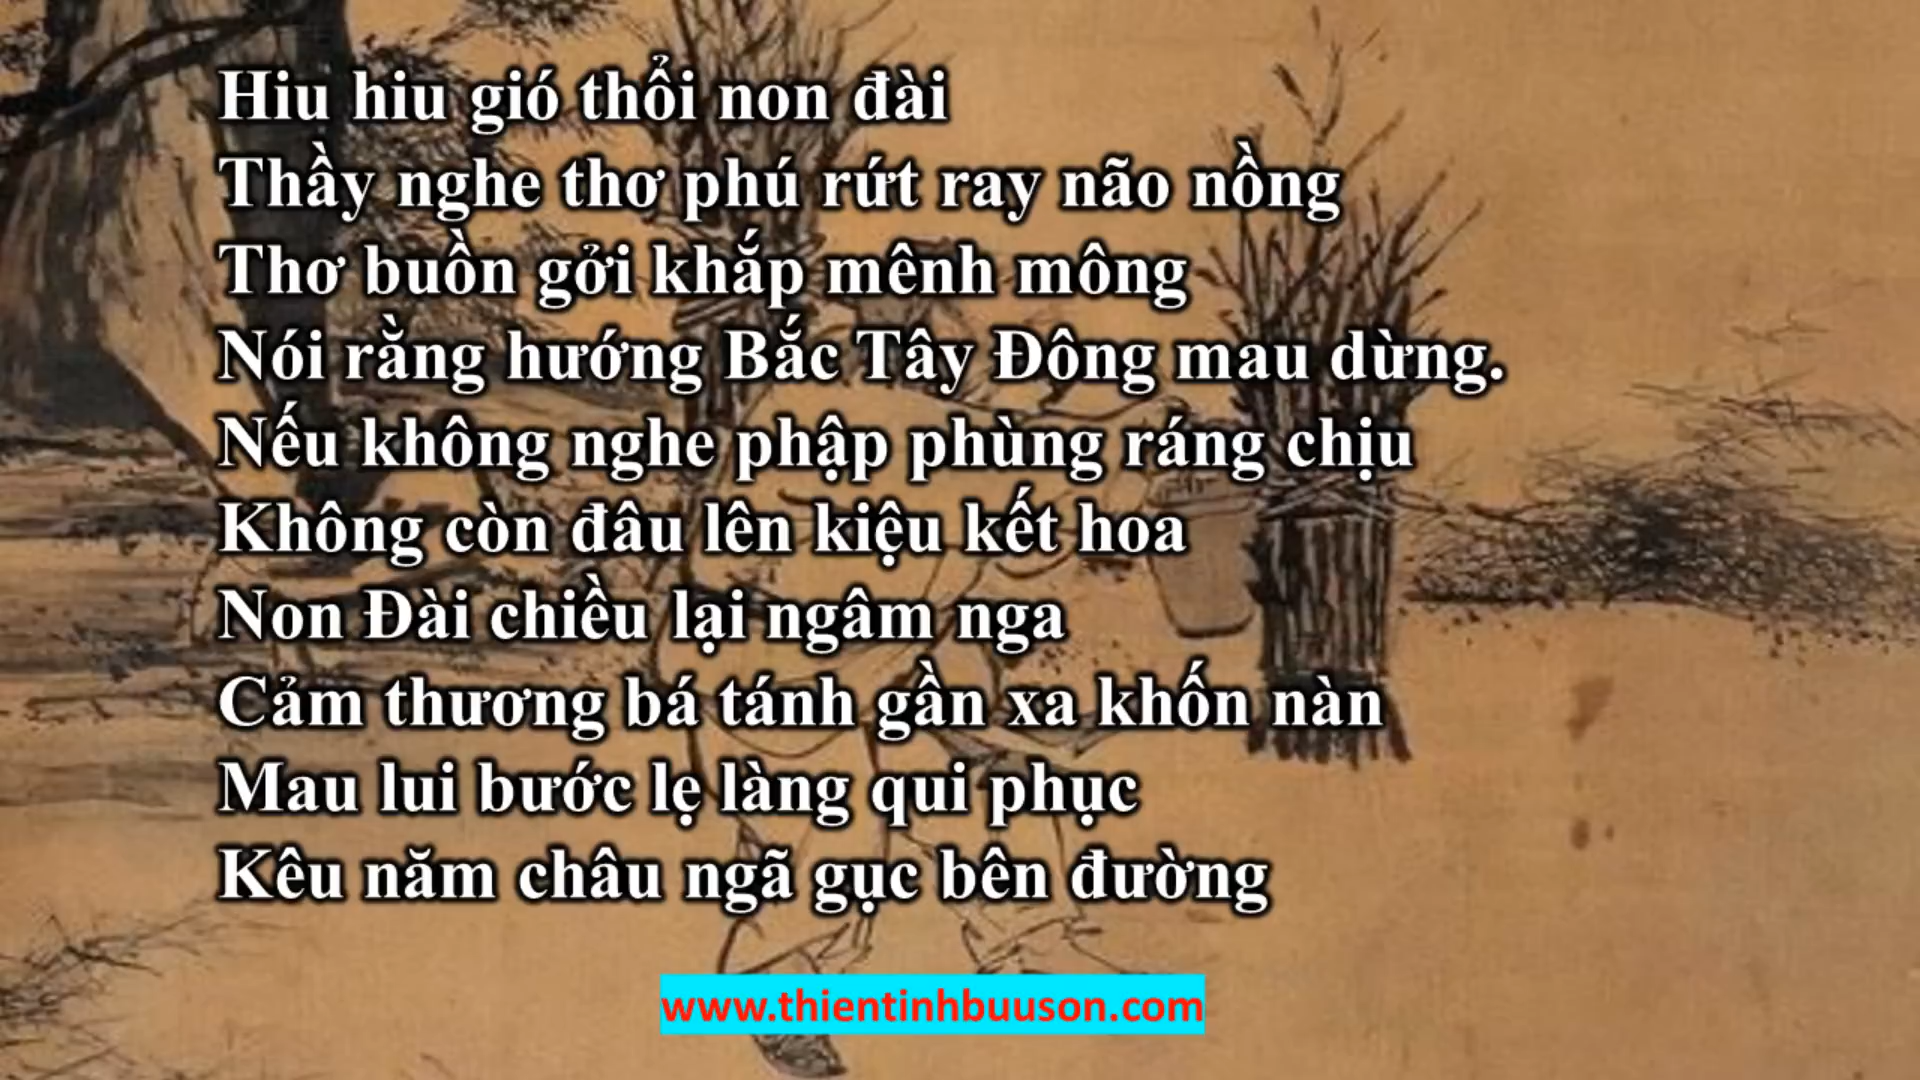 Hiu hiu gió thổi non đài
Thầy nghe thơ phú rứt ray não nồng
Thơ buồn gởi khắp mênh mông
Nói rằng hướng Bắc Tây Đông mau dừng.
Nếu không nghe phập phùng ráng chịu
Không còn đâu lên kiệu kết hoa
Non Đài chiều lại ngâm nga
Cảm thương bá tánh gần xa khốn nàn
Mau lui bước lẹ làng qui phục
Kêu năm châu ngã gục bên đường
www.thientinhbuuson.com